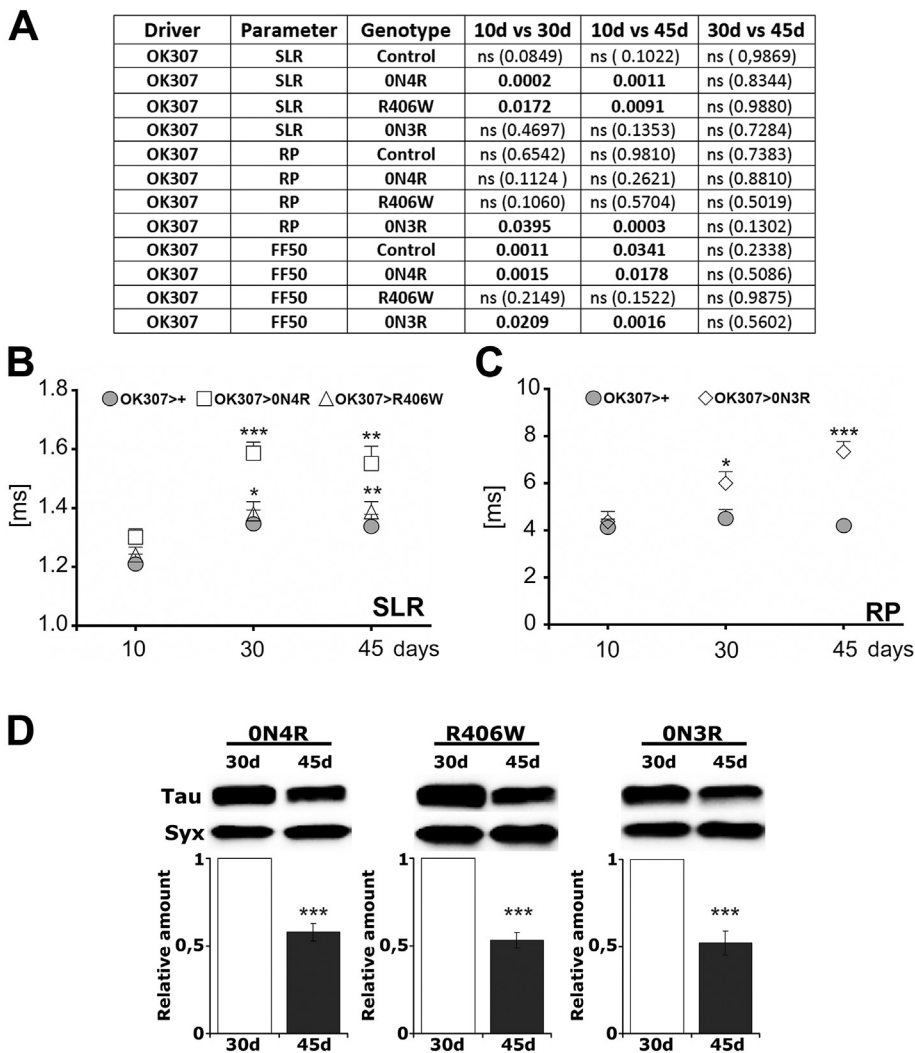 A
Driver Parameter Genotype 10d vs 30d 10d vs 45d 30d vs 45d
OK307 SLR Control ns (0.0849) ns ( 0.1022) ns ( 0,9869)
OK307 SLR 0N4R 0.0002 0.0011 ns (0.8344)
OK307 SLR R406W 0.0172 0.0091 ns (0.9880)
OK307 SLR 0N3R ns (0.4697) ns (0.1353) ns (0.7284)
OK307 RP Control ns (0.6542) ns (0.9810) ns (0.7383)
OK307 RP 0N4R ns (0.1124 ) ns (0.2621) ns (0.8810)
OK307 RP R406W ns (0.1060) ns (0.5704) ns (0.5019)
OK307 RP 0N3R 0.0395 0.0003 ns (0.1302)
OK307 FF50 Control 0.0011 0.0341 ns (0.2338)
OK307 FF50 0N4R 0.0015 0.0178 ns (0.5086)
OK307 FF50 R406W ns (0.2149) ns (0.1522) ns (0.9875)
OK307 FF50 0N3R 0.0209 0.0016 ns (0.5602)
B
1.8
OK307>+ OK307>0N4R OK307>R406W
1.6
*** **
1.4
* **
[ms]
1.2
1.0
SLR
10 30 45 days
C
10
OK307>+ OK307>0N3R
8
***
6
*
[ms]
4
2
0
RP
10 30 45 days
D
0N4R R406W 0N3R
30d 45d 30d 45d 30d 45d
Tau
Syx
Relative amount
1
0,5
0
***
30d 45d
Relative amount
1
0,5
0
***
30d 45d
Relative amount
1
0,5
0
***
30d 45d